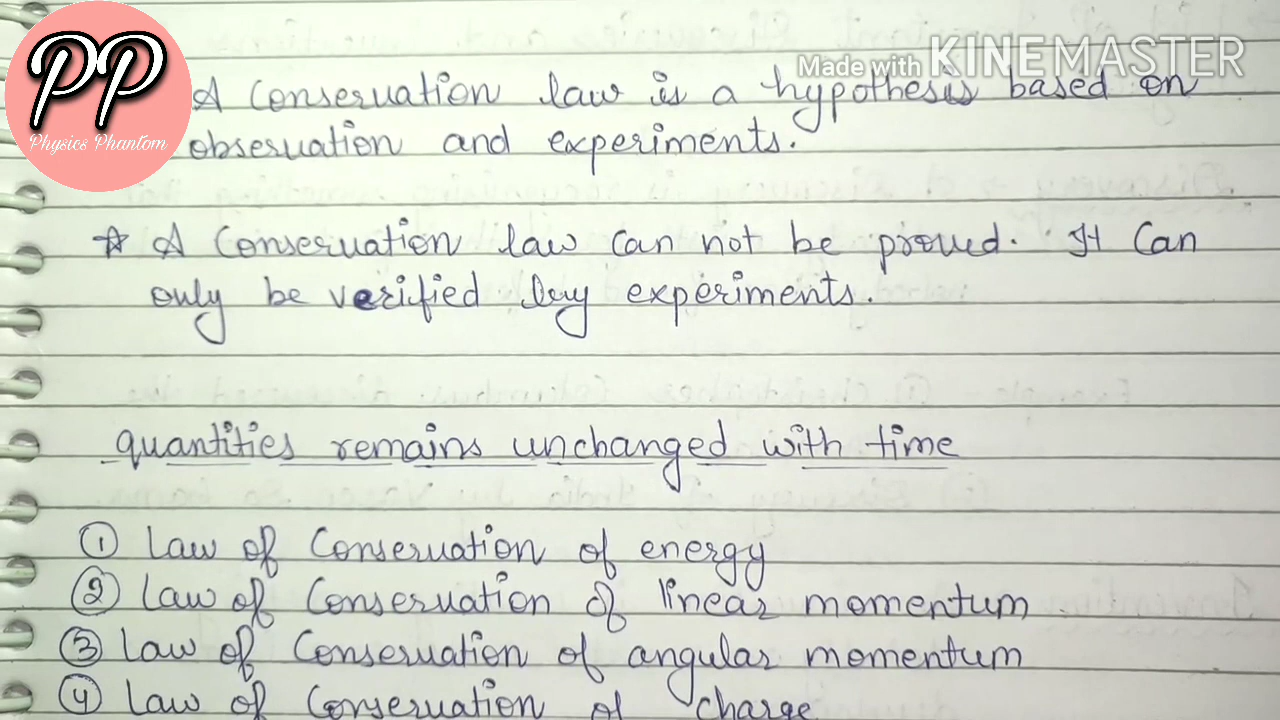 PP
Physics Phantom
Made with KINEMASTER
A Conservation law is a hypothesis based on
observation and experiments.
☆ A Conservation law can not be proved. It can
only be verified by experiments.
quantities remains unchanged with time
① Law of Conservation of energy
② Law of Conservation of linear momentum
③ Law of Conservation of angular momentum
④ Law of Conservation of charge